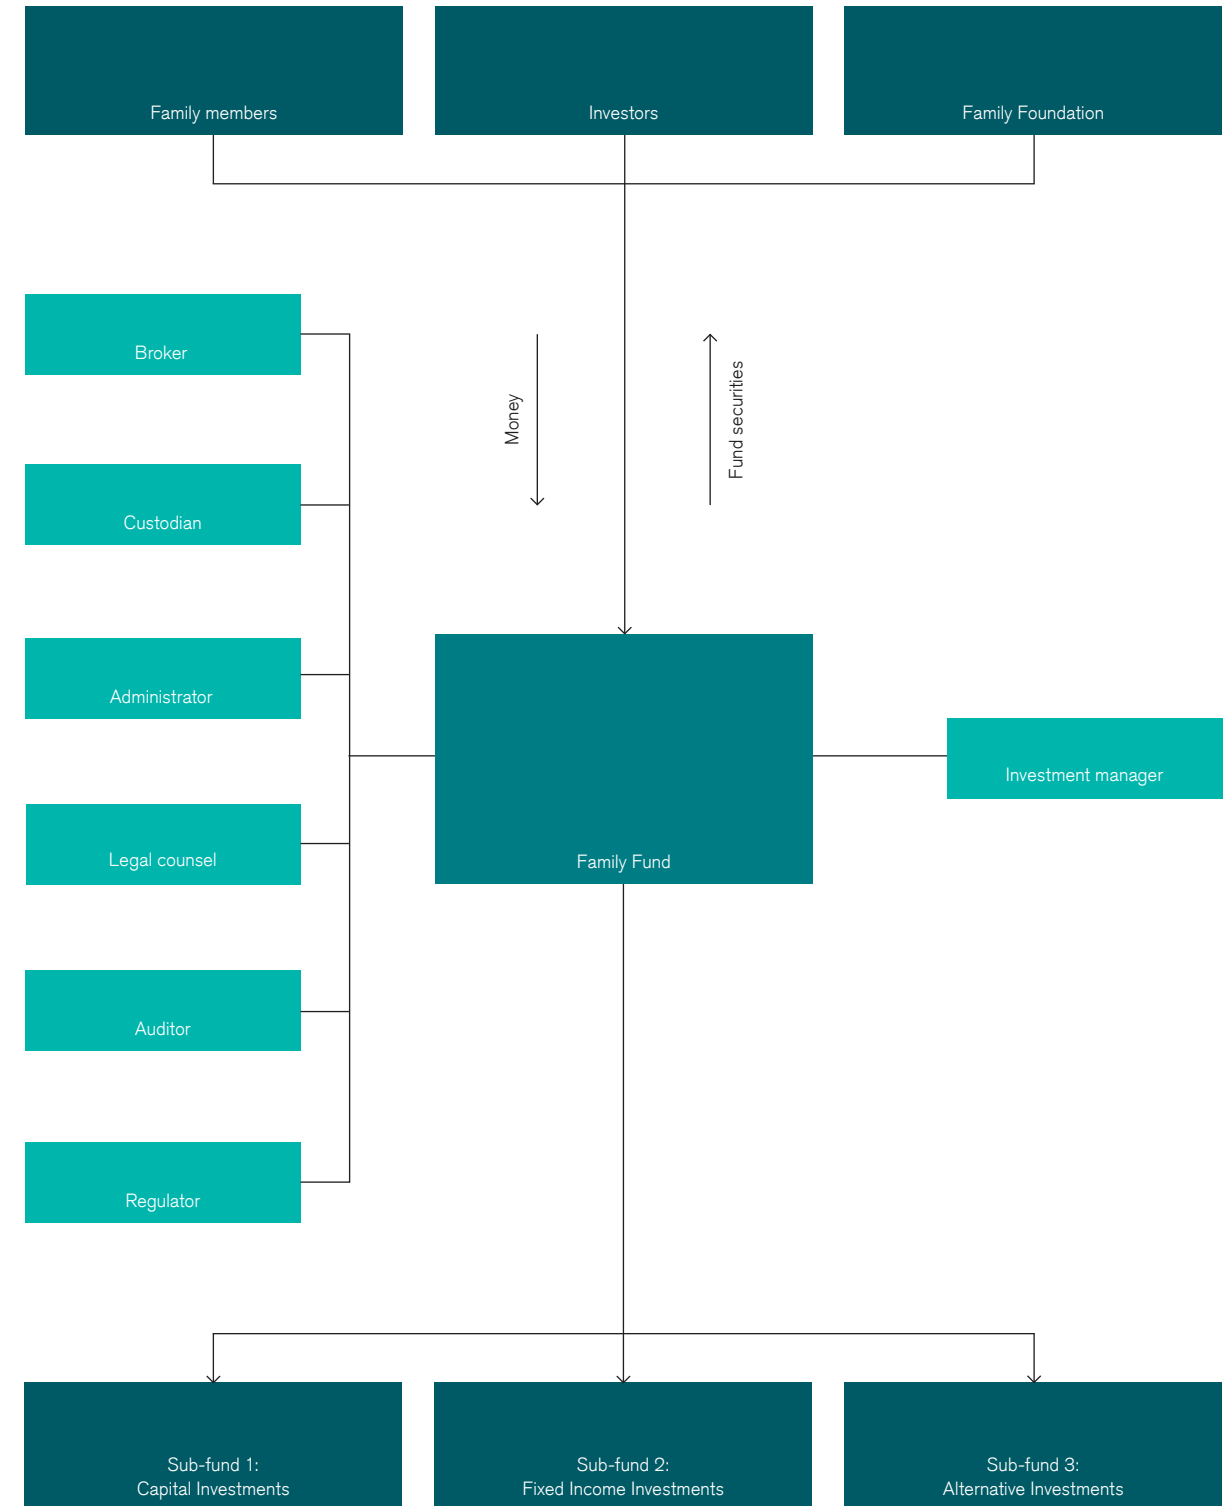 Family members
Investors
Family Foundation
Broker
Money
Fund securities
Custodian
Administrator
Investment manager
Legal counsel
Family Fund
Auditor
Regulator
Sub-fund 1:
Capital Investments
Sub-fund 2:
Fixed Income Investments
Sub-fund 3:
Alternative Investments